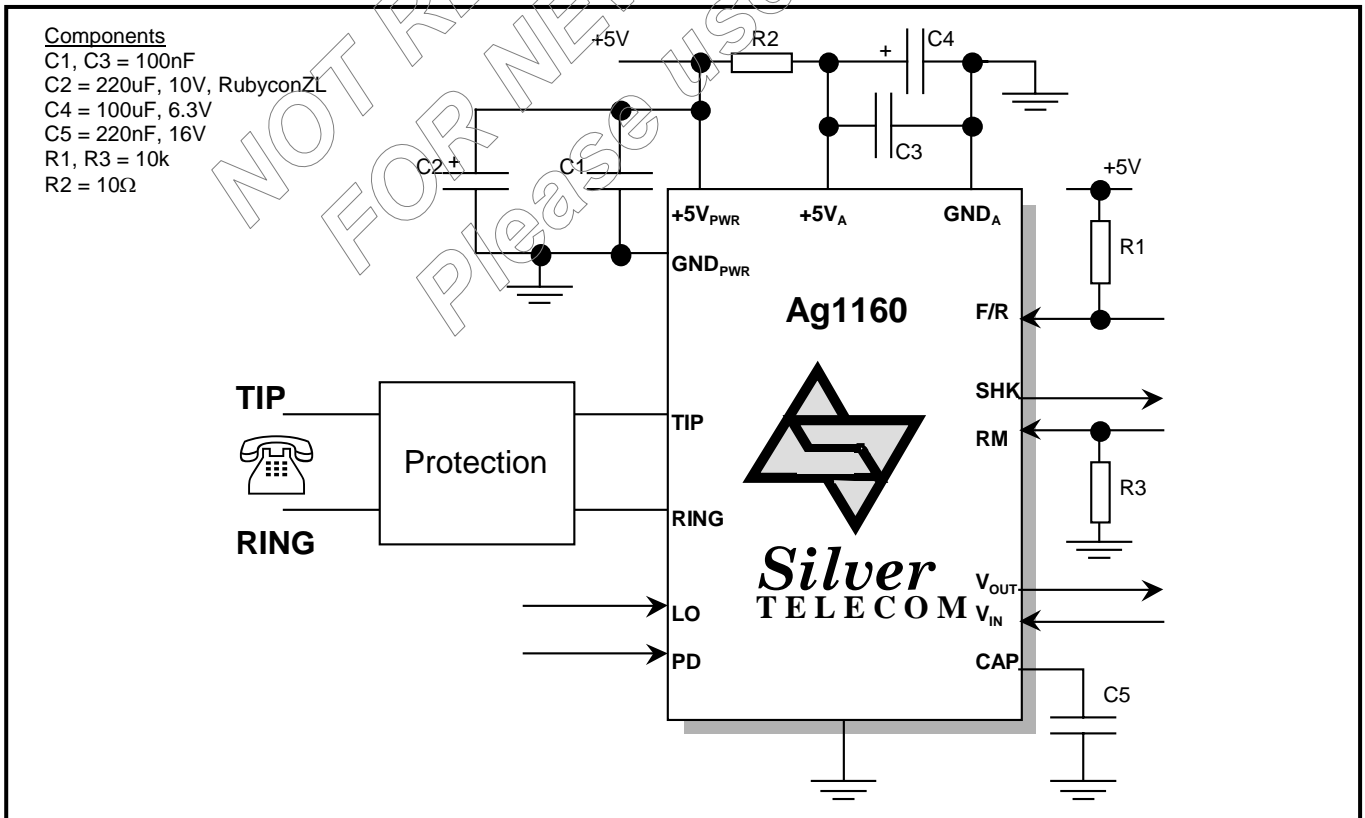 Components
C1, C3 = 100nF
C2 = 220uF, 10V, RubyconZL
C4 = 100uF, 6.3V
C5 = 220nF, 16V
R1, R3 = 10k
R2 = 10Ω
NOT
FOR
Please use
+5V
R2
+
C4
C3
C2 +
C1
+5V
R1
+5VPWR
+5VA
GNDA
GNDPWR
Ag1160
F/R
SHK
RM
R3
TIP
TIP
Protection
RING
RING
Silver
TELECOM
VOUT
VIN
LO
PD
CAP
C5